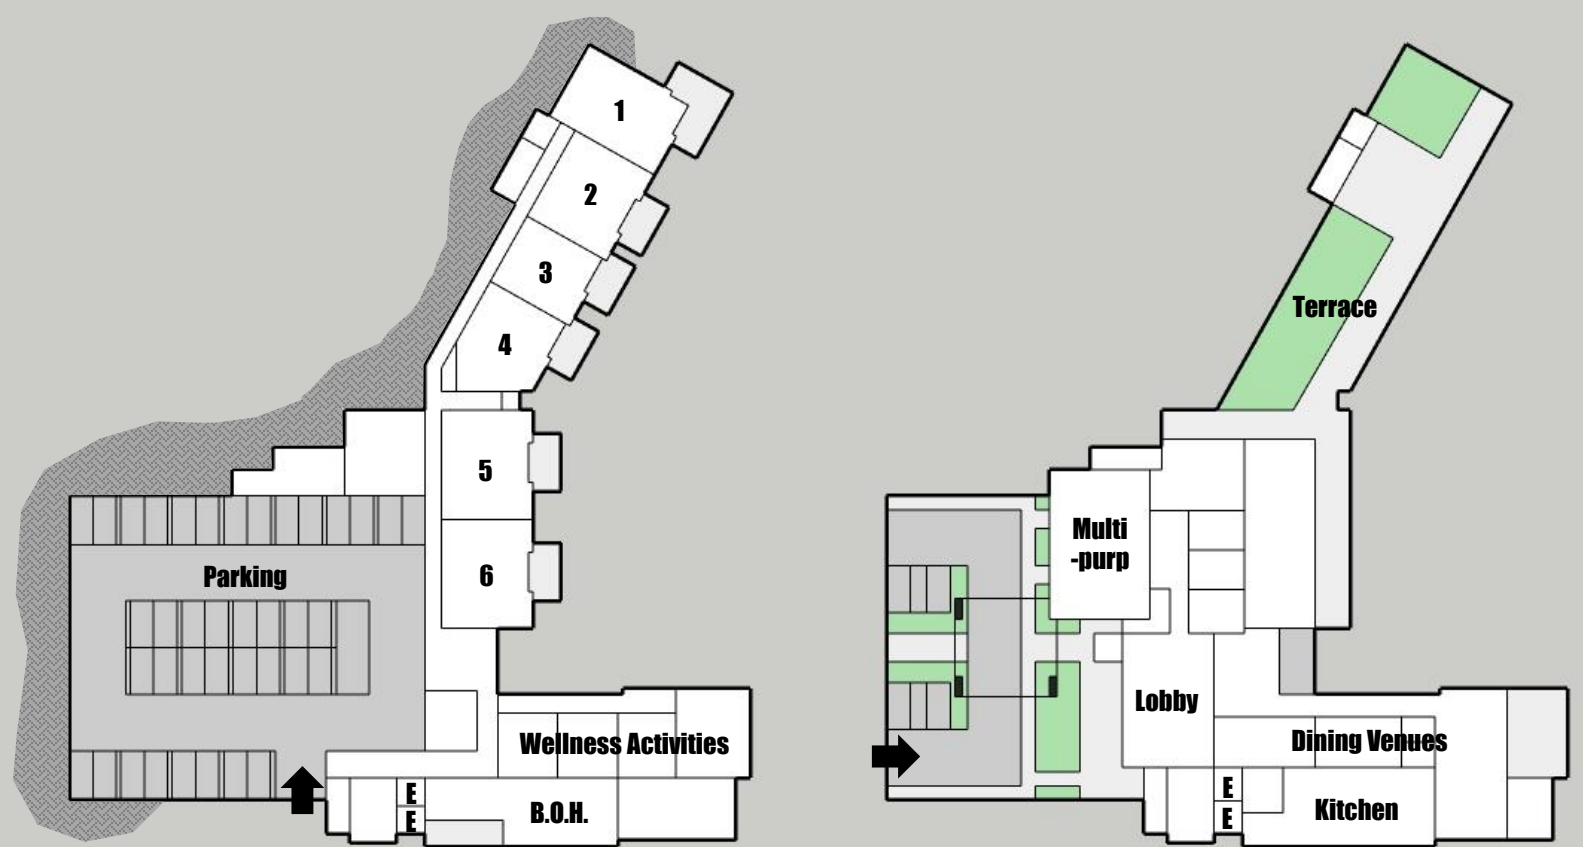 1
2
3
4
5
6
Parking
Wellness Activities
E
E
B.O.H.
Terrace
Multi
-purp
Lobby
Dining Venues
E
E
Kitchen